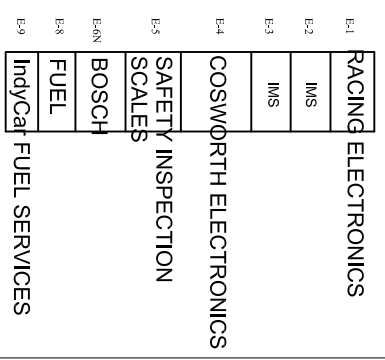 E-1
RACING ELECTRONICS
E-2
IMS
E-3
IMS
E-4
COSWORTH ELECTRONICS
E-5
SAFETY INSPECTION
SCALES
E-6N
BOSCH
E-8
FUEL
E-9
IndyCar FUEL SERVICES